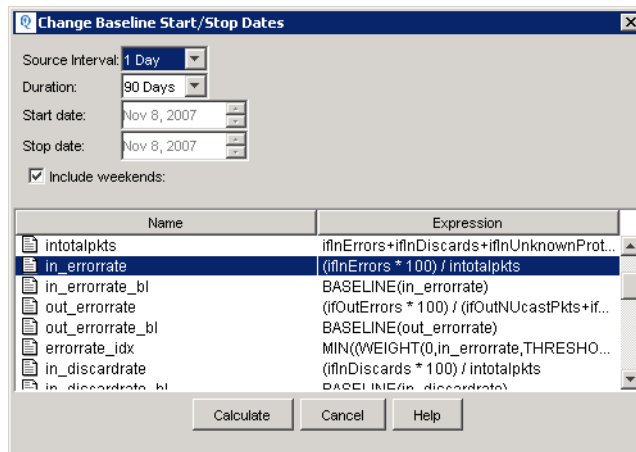 Change Baseline Start/Stop Dates
Source Interval: 1 Day
Duration: 90 Days
Start date: Nov 8, 2007
Stop date: Nov 8, 2007
Include weekends:
Name Expression
intotalpkts ifInErrors+ifInDiscards+ifInUnknownProt...
in_errorrate (ifInErrors * 100) / intotalpkts
in_errorrate_bl BASELINE(in_errorrate)
out_errorrate (ifOutErrors * 100) / (ifOutNUcastPkts+if...
out_errorrate_bl BASELINE(out_errorrate)
errorrate_idx MIN((WEIGHT(0,in_errorrate,THRESHO...
in_discardrate (ifInDiscards * 100) / intotalpkts
in_discardrate_bl BASELINE(in_discardrate)
Calculate Cancel Help